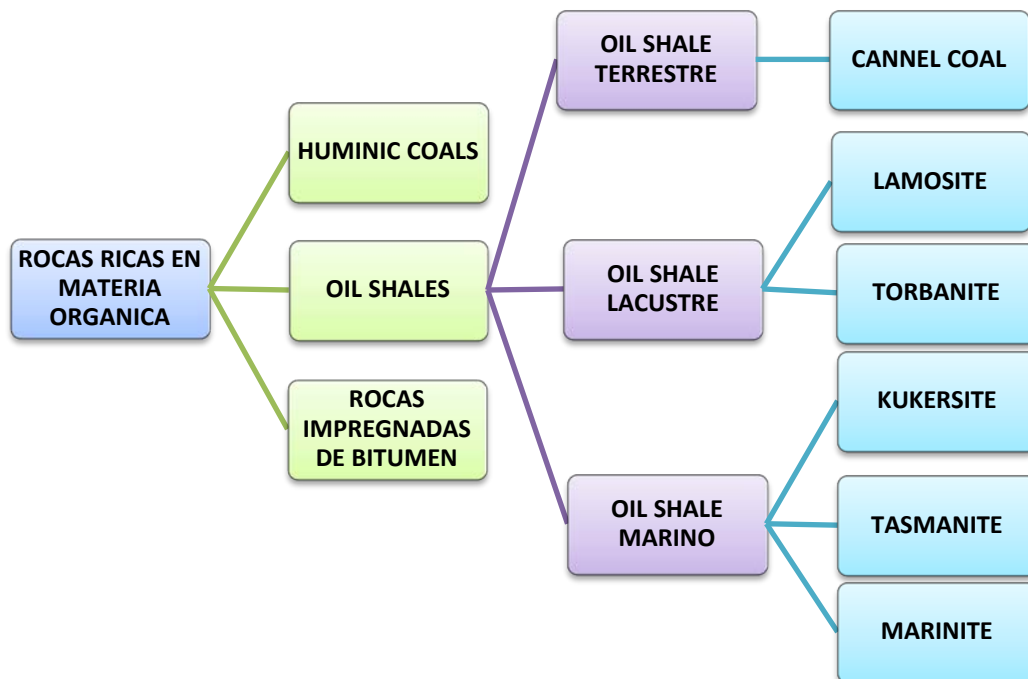 ROCAS RICAS EN
MATERIA
ORGANICA
HUMINIC COALS
OIL SHALES
ROCAS
IMPREGNADAS
DE BITUMEN
OIL SHALE
TERRESTRE
OIL SHALE
LACUSTRE
OIL SHALE
MARINO
CANNEL COAL
LAMOSITE
TORBANITE
KUKERSITE
TASMANITE
MARINITE